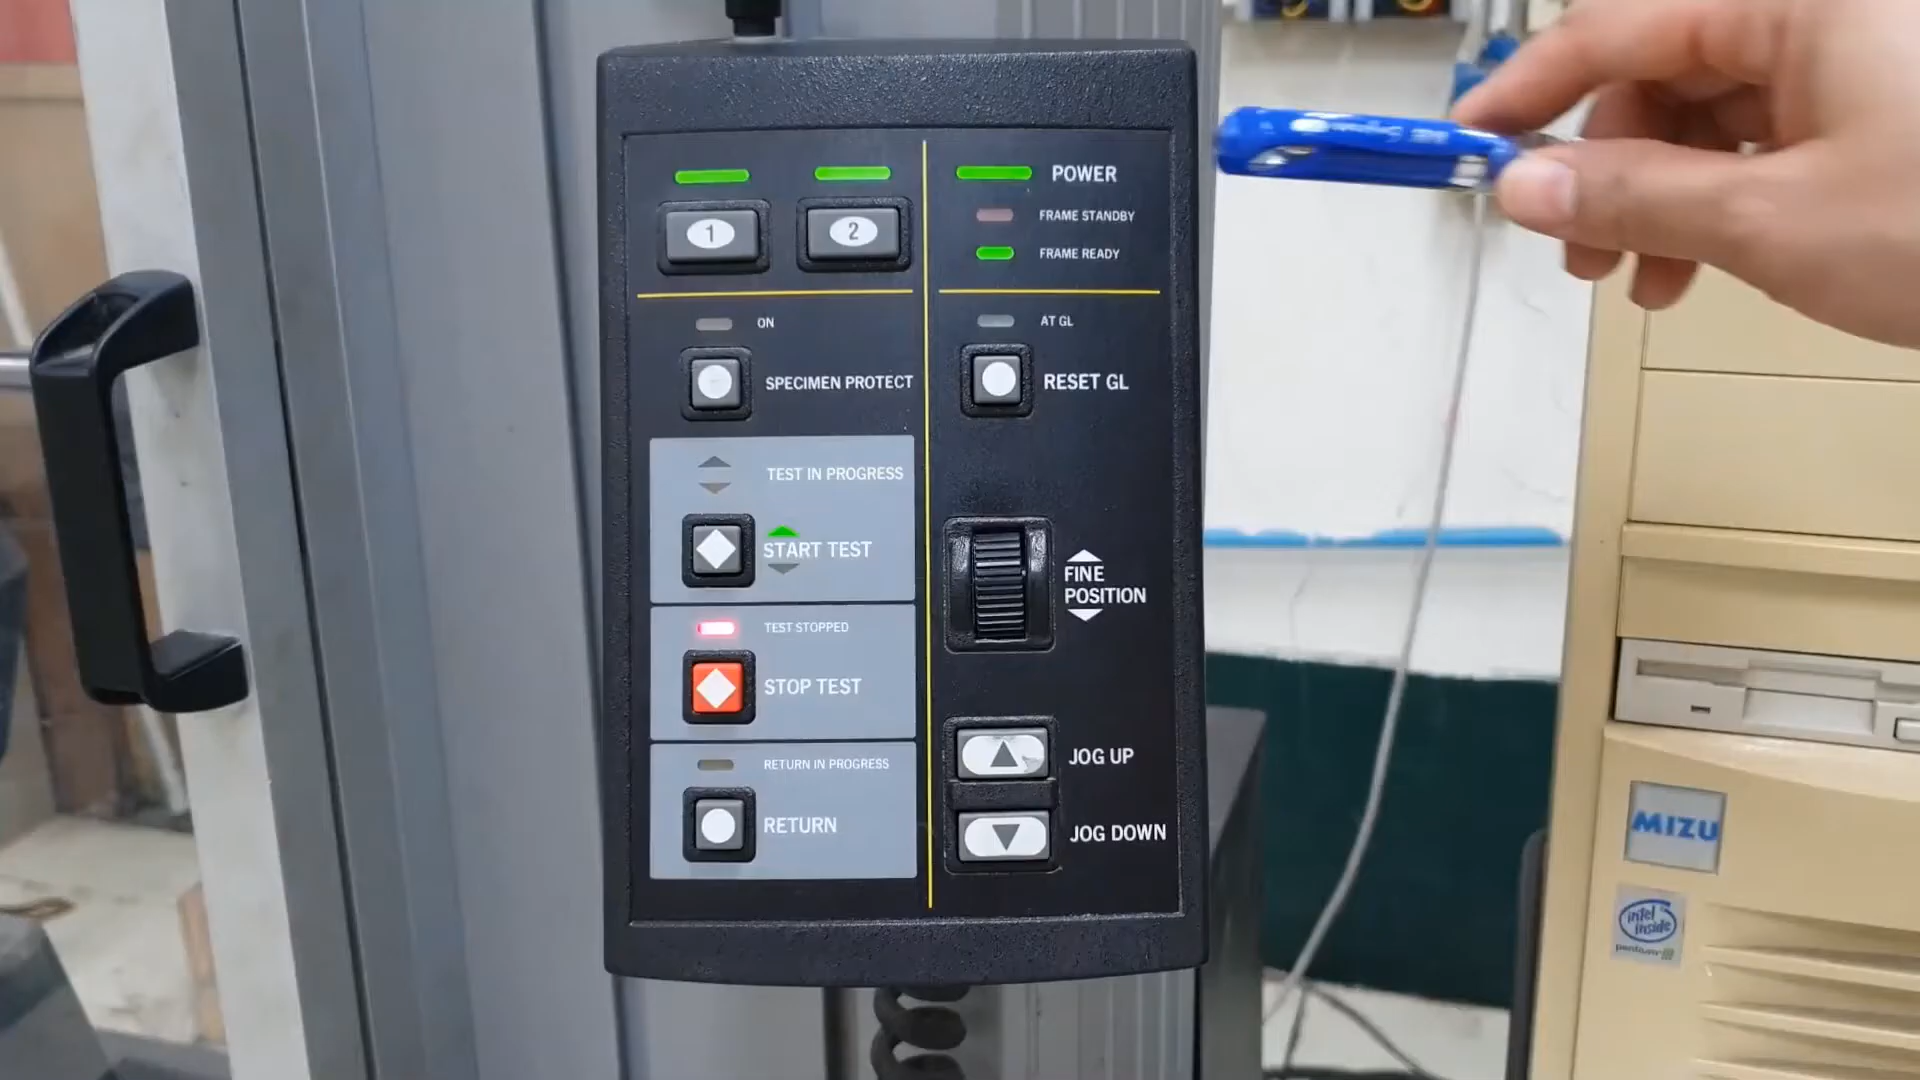 1
2
POWER
FRAME STANDBY
FRAME READY
ON
SPECIMEN PROTECT
AT GL
RESET GL
TEST IN PROGRESS
START TEST
TEST STOPPED
STOP TEST
RETURN IN PROGRESS
RETURN
FINE
POSITION
JOG UP
JOG DOWN
MIZU
intel
inside
pentium